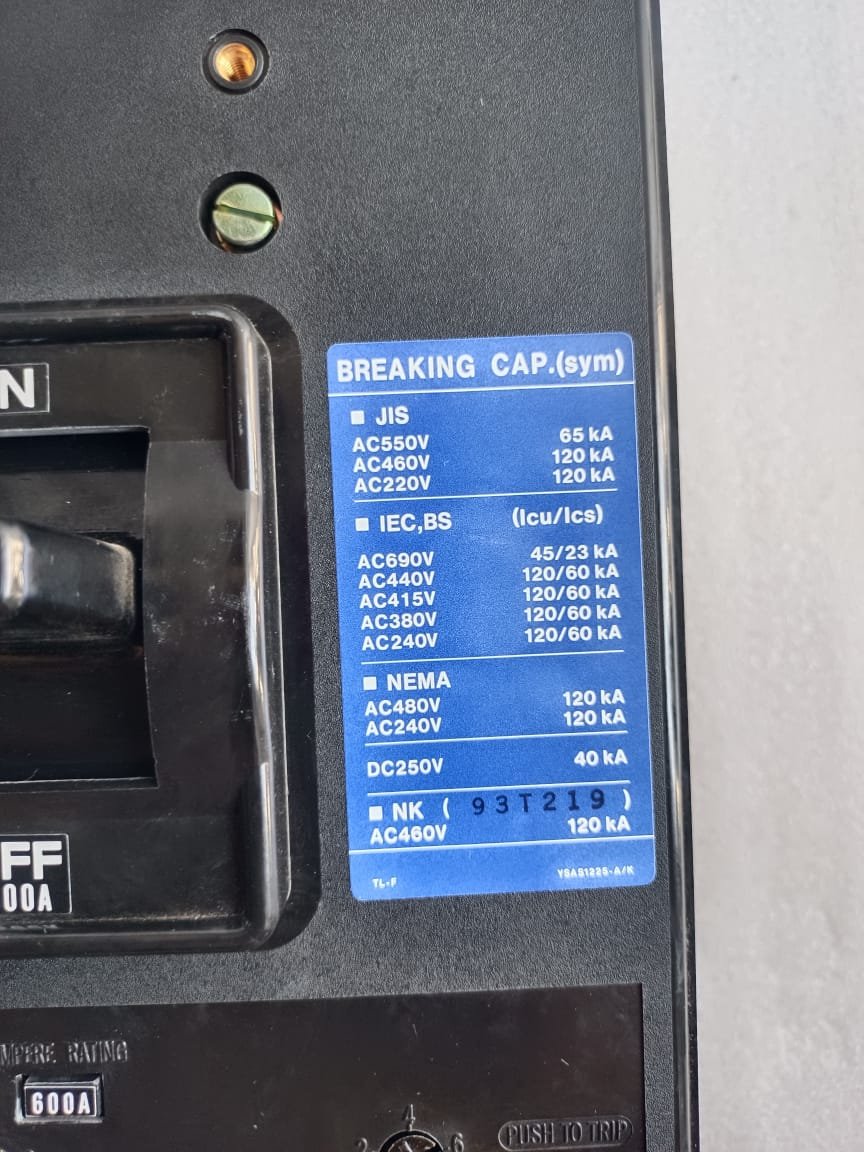 N
BREAKING CAP.(sym)
■ JIS
AC550V 65 kA
AC460V 120 kA
AC220V 120 kA
■ IEC,BS (Icu/Ics)
AC690V 45/23 kA
AC440V 120/60 kA
AC415V 120/60 kA
AC380V 120/60 kA
AC240V 120/60 kA
■ NEMA
AC480V 120 kA
AC240V 120 kA
DC250V 40 kA
■ NK ( 93T219 )
AC460V 120 kA
TL-F YSAS1225-A/K
FF
00A
MPERE RATING
600A
2 4 6
PUSH TO TRIP